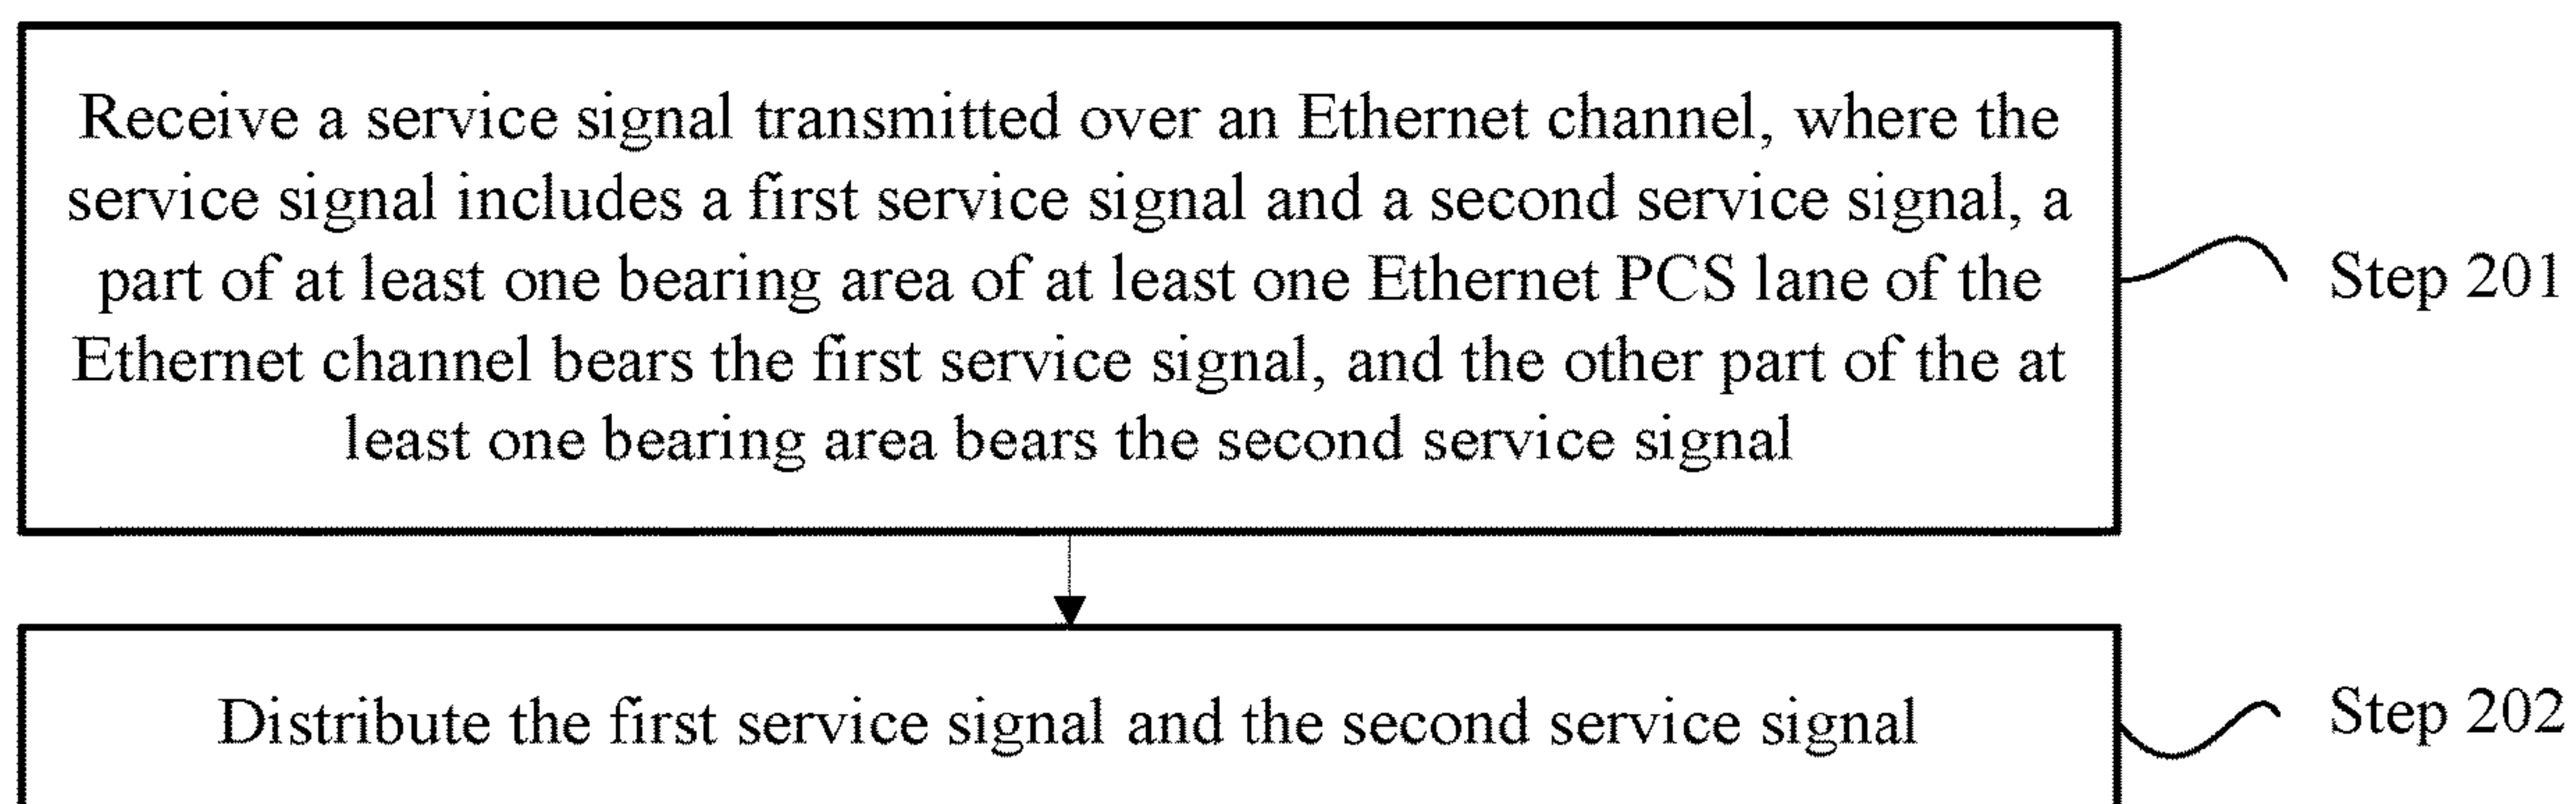 Receive a service signal transmitted over an Ethernet channel, where the
service signal includes a first service signal and a second service signal, a
part of at least one bearing area of at least one Ethernet PCS lane of the
Ethernet channel bears the first service signal, and the other part of the at
least one bearing area bears the second service signal
Step 201
Distribute the first service signal and the second service signal
Step 202